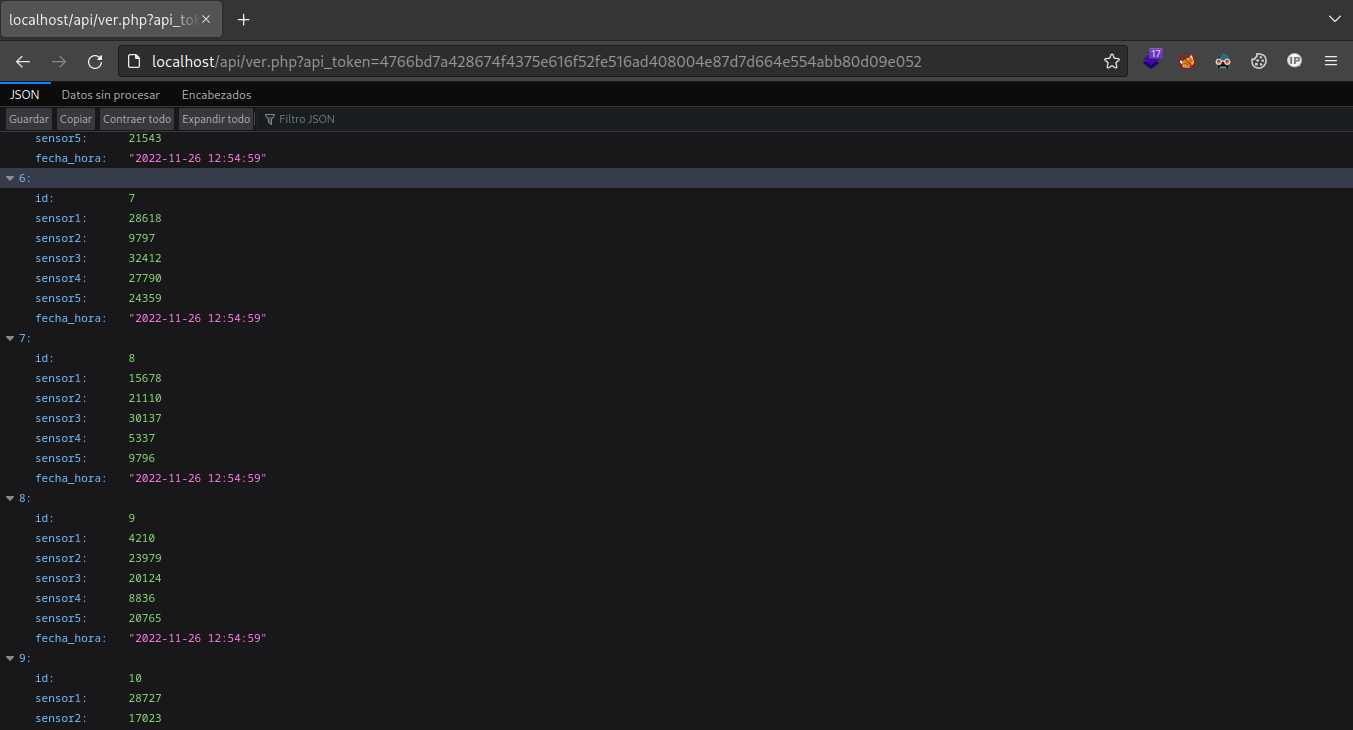 localhost/api/ver.php?api_tok
localhost/api/ver.php?api_token=4766bd7a428674f4375e616f52fe516ad408004e87d7d664e554abb80d09e052
17
IP
JSON Datos sin procesar Encabezados
Guardar Copiar Contraer todo Expandir todo Filtro JSON
sensor5: 21543
fecha_hora: "2022-11-26 12:54:59"
6:
id: 7
sensor1: 28618
sensor2: 9797
sensor3: 32412
sensor4: 27790
sensor5: 24359
fecha_hora: "2022-11-26 12:54:59"
7:
id: 8
sensor1: 15678
sensor2: 21110
sensor3: 30137
sensor4: 5337
sensor5: 9796
fecha_hora: "2022-11-26 12:54:59"
8:
id: 9
sensor1: 4210
sensor2: 23979
sensor3: 20124
sensor4: 8836
sensor5: 20765
fecha_hora: "2022-11-26 12:54:59"
9:
id: 10
sensor1: 28727
sensor2: 17023